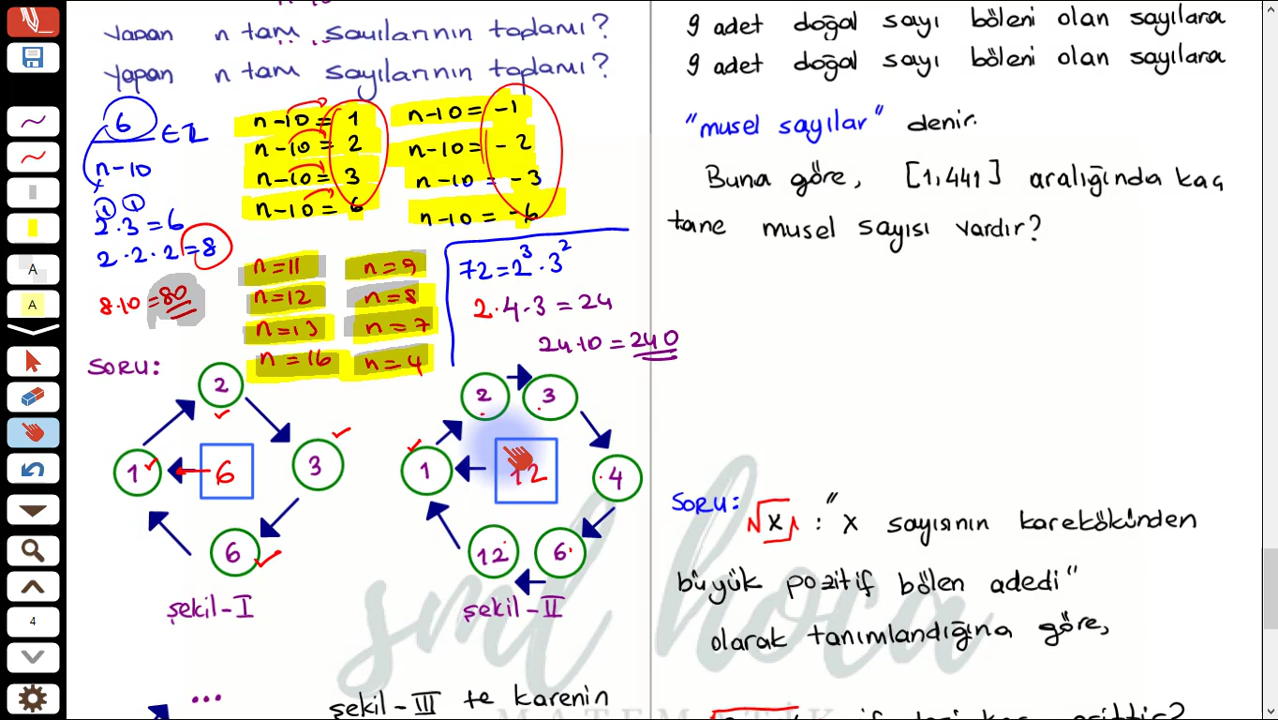 yapan n tam sayılarının toplamı?
yapan n tam sayılarının toplamı?
6
n-10
∈ Z
2·3=6
2·2·2=8
8·10=80
n-10= 1
n-10= 2
n-10= 3
n-10= 6
n-10= -1
n-10= -2
n-10= -3
n-10= -6
n=11
n=12
n=13
n=16
n=9
n=8
n=7
n=4
72=2³·3²
2·4·3=24
24·10=240
SORU:
2
1
6
3
6
şekil-I
2
3
1
12
4
12
6
şekil-II
... şekil-III te karenin
9 adet doğal sayı böleni olan sayılara
9 adet doğal sayı böleni olan sayılara
"musel sayılar" denir.
Buna göre, [1,441] aralığında kaç
tane musel sayısı vardır?
SORU: x : "x sayısının karekökünden
büyük pozitif bölen adedi"
olarak tanımlandığına göre,
sml hoca
MATEMATİK
A
A
4